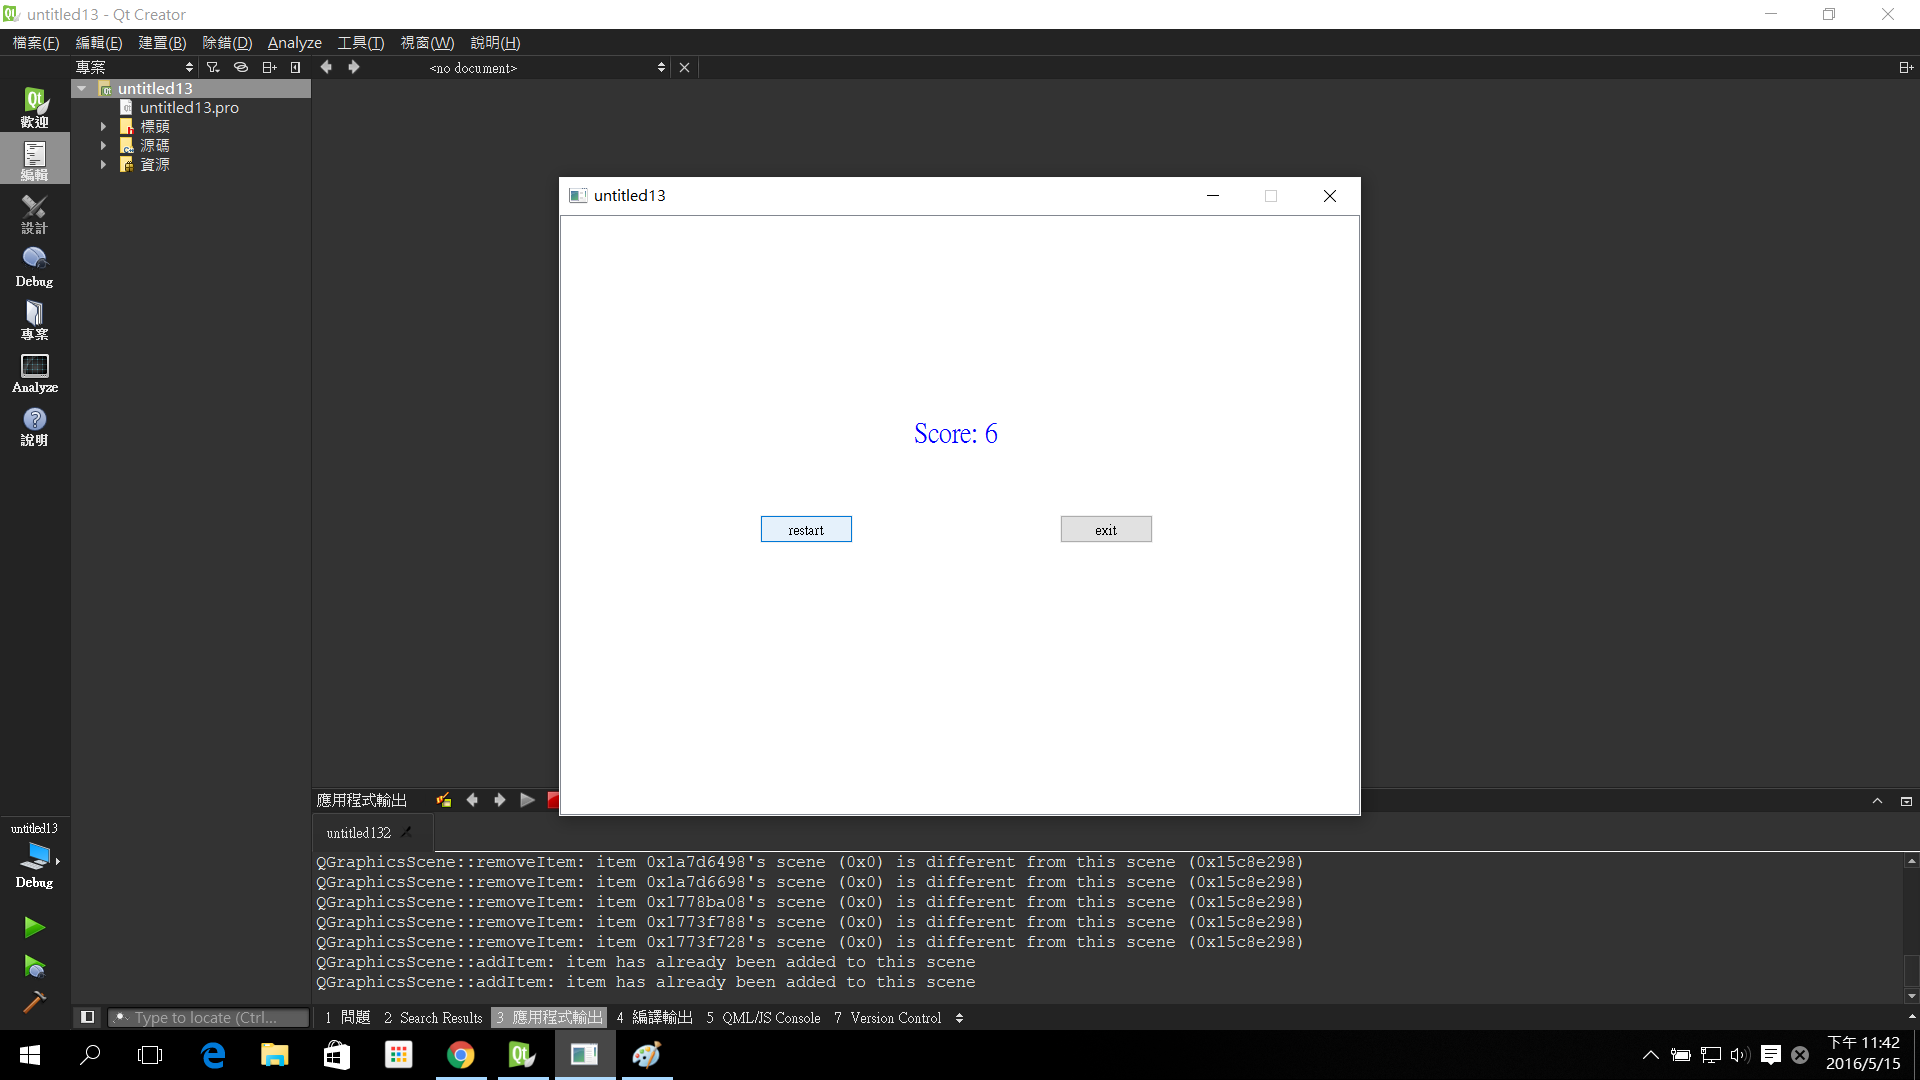 untitled13 - Qt Creator
檔案(F) 編輯(E) 建置(B) 除錯(D) Analyze 工具(T) 視窗(W) 說明(H)
專案
<no document>
untitled13
untitled13.pro
標頭
源碼
資源
歡迎
編輯
設計
Debug
專案
Analyze
說明
untitled13
Score: 6
restart
exit
應用程式輸出
untitled132
QGraphicsScene::removeItem: item 0x1a7d6498's scene (0x0) is different from this scene (0x15c8e298)
QGraphicsScene::removeItem: item 0x1a7d6698's scene (0x0) is different from this scene (0x15c8e298)
QGraphicsScene::removeItem: item 0x1778ba08's scene (0x0) is different from this scene (0x15c8e298)
QGraphicsScene::removeItem: item 0x1773f788's scene (0x0) is different from this scene (0x15c8e298)
QGraphicsScene::removeItem: item 0x1773f728's scene (0x0) is different from this scene (0x15c8e298)
QGraphicsScene::addItem: item has already been added to this scene
QGraphicsScene::addItem: item has already been added to this scene
untitled13
Debug
Type to locate (Ctrl...
1 問題 2 Search Results 3 應用程式輸出 4 編譯輸出 5 QML/JS Console 7 Version Control
下午 11:42
2016/5/15